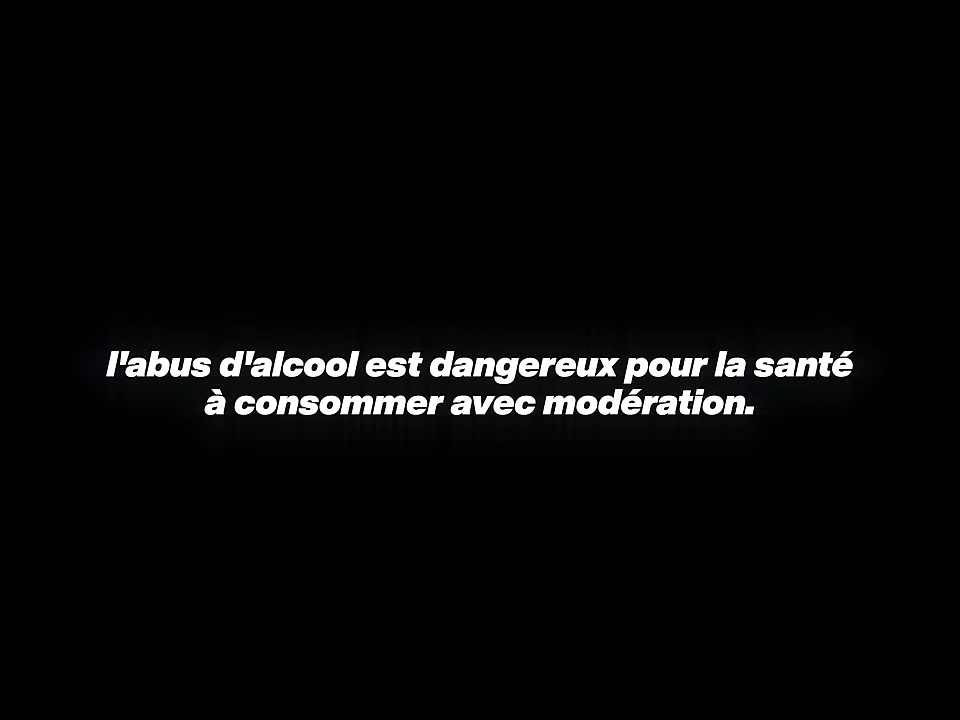 l'abus d'alcool est dangereux pour la santé
à consommer avec modération.